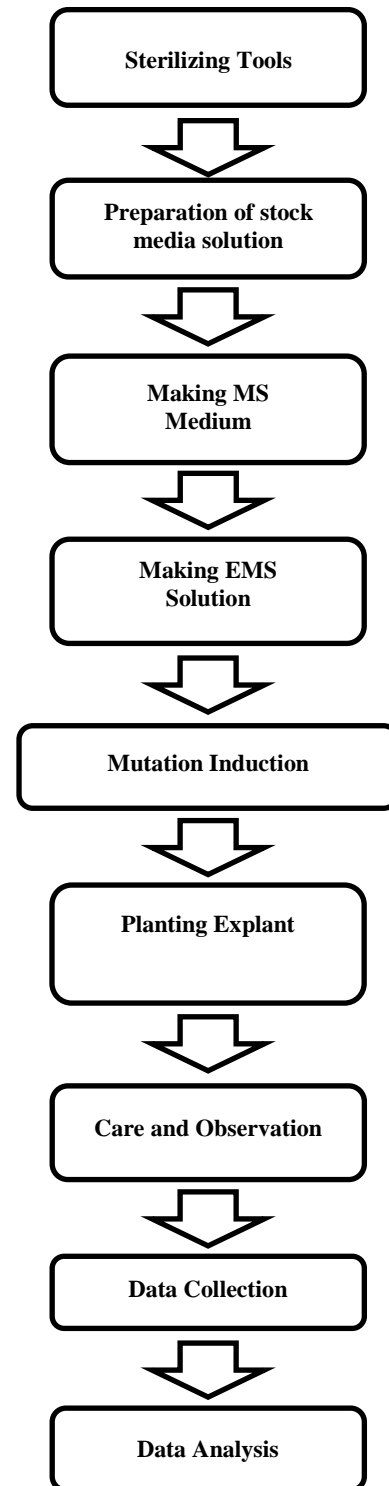 Sterilizing Tools
Preparation of stock
media solution
Making MS
Medium
Making EMS
Solution
Mutation Induction
Planting Explant
Care and Observation
Data Collection
Data Analysis